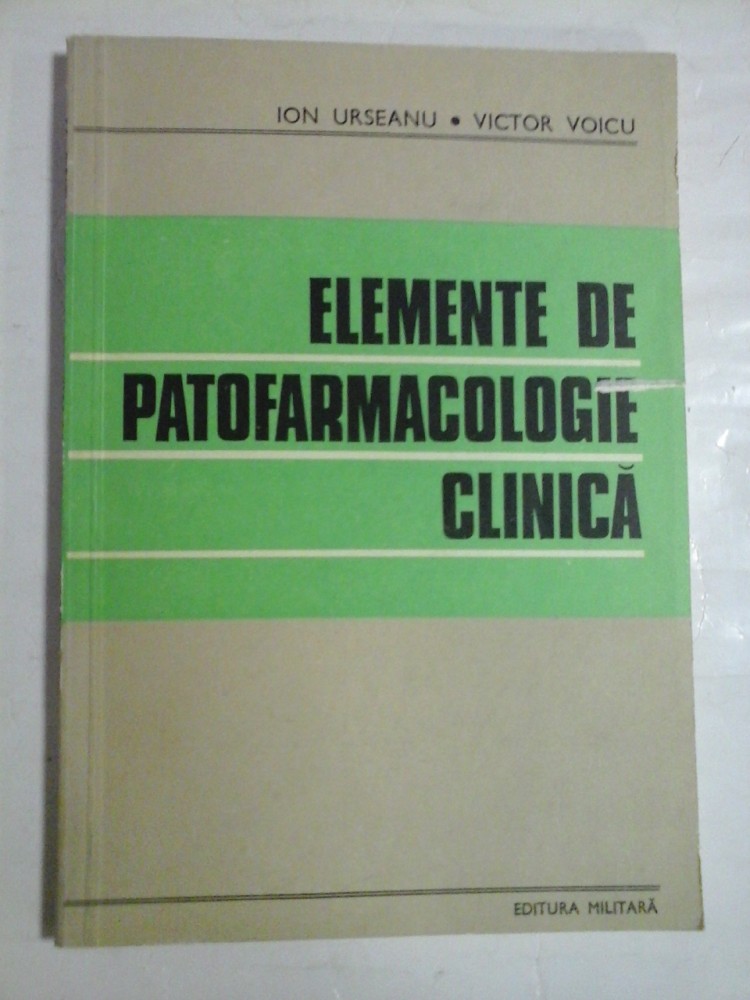 ION URSEANU • VICTOR VOICU
ELEMENTE DE
PATOFARMACOLOGIE
CLINICĂ
EDITURA MILITARĂ